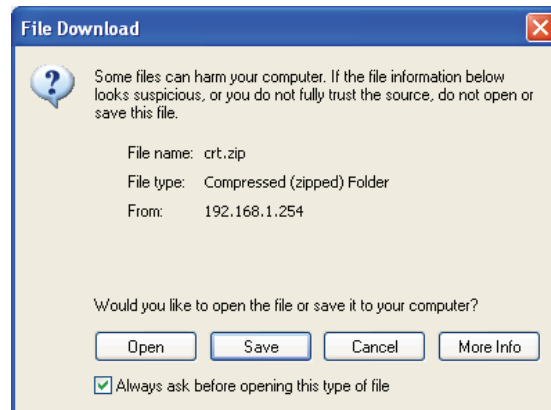 File Download
Some files can harm your computer. If the file information below
looks suspicious, or you do not fully trust the source, do not open or
save this file.
File name: crt.zip
File type: Compressed (zipped) Folder
From: 192.168.1.254
Would you like to open the file or save it to your computer?
Open Save Cancel More Info
Always ask before opening this type of file